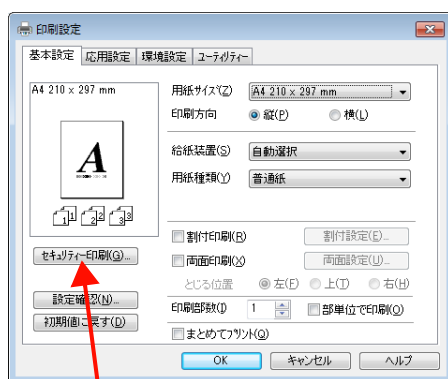 印刷設定
基本設定 応用設定 環境設定 ユーティリティー
A4 210 x 297 mm
用紙サイズ(Z) A4 210 x 297 mm
印刷方向 縦(P) 横(L)
A
給紙装置(S) 自動選択
用紙種類(Y) 普通紙
1 1 2 2 3 3
割付印刷(R) 割付設定(E)...
セキュリティー印刷(G)...
両面印刷(X) 両面設定(U)...
とじる位置 左(F) 上(T) 右(H)
設定確認(N)...
印刷部数(I) 1 部単位で印刷(O)
初期値に戻す(D)
まとめてプリント(Q)
OK キャンセル ヘルプ